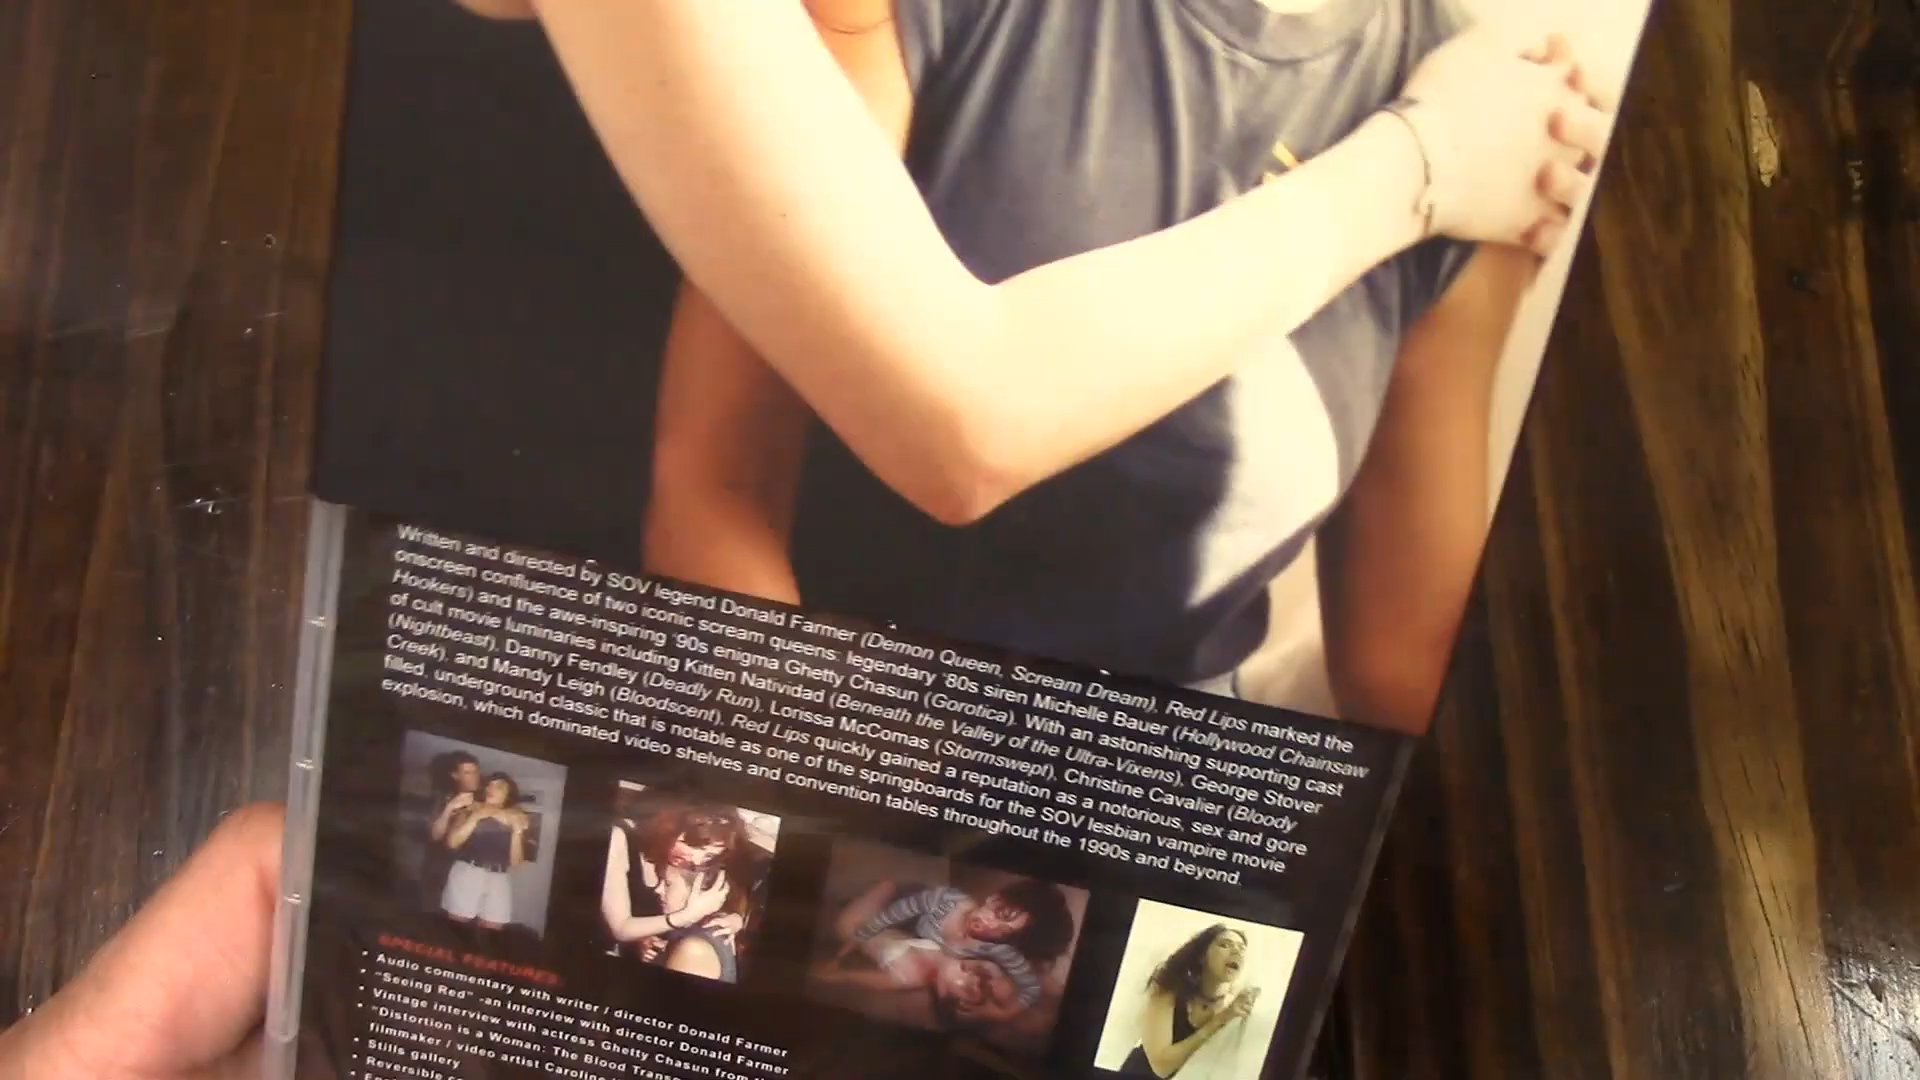 Written and directed by SOV legend Donald Farmer (Demon Queen, Scream Dream), Red Lips marked the
onscreen confluence of two iconic scream queens: legendary '80s siren Michelle Bauer (Hollywood Chainsaw
Hookers) and the awe-inspiring '90s enigma Ghetty Chasun (Gorotica). With an astonishing supporting cast
of cult movie luminaries including Kitten Natividad (Beneath the Valley of the Ultra-Vixens), George Stover
(Nightbeast), Danny Fendley (Deadly Run), Lorissa McComas (Stormswept), Christine Cavalier (Bloody
Creek), and Mandy Leigh (Bloodscent), Red Lips quickly gained a reputation as a notorious, sex and gore
filled, underground classic that is notable as one of the springboards for the SOV lesbian vampire movie
explosion, which dominated video shelves and convention tables throughout the 1990s and beyond.
SPECIAL FEATURES:
• Audio commentary with writer / director Donald Farmer
• "Seeing Red" -an interview with director Donald Farmer
• Vintage interview with actress Ghetty Chasun from
• "Distortion is a Woman: The Blood
filmmaker / video artist Caroline
• Stills gallery
• Reversible